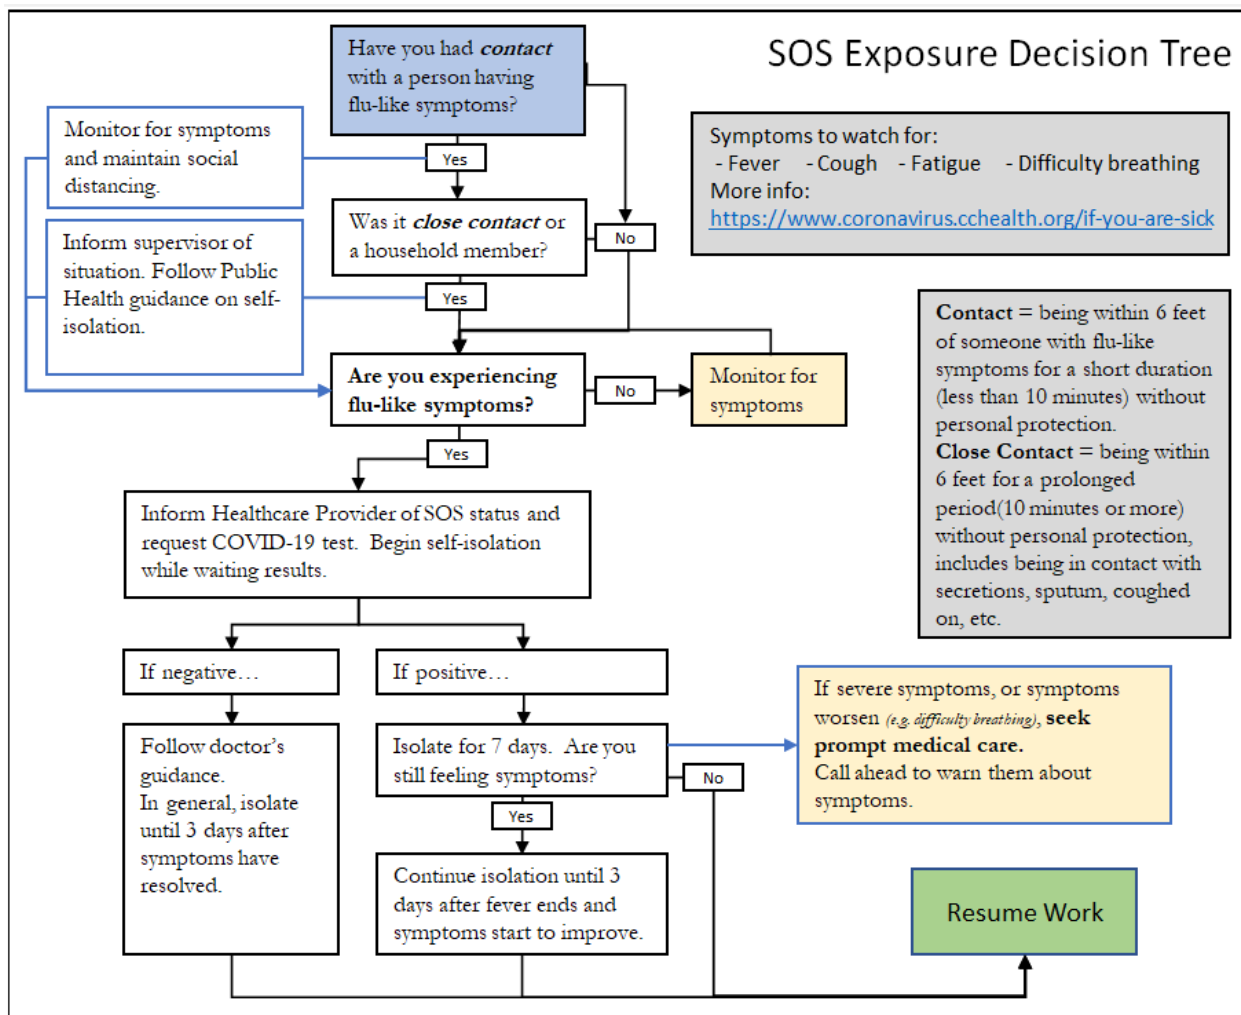 SOS Exposure Decision Tree
Have you had contact
with a person having
flu-like symptoms?
Symptoms to watch for:
- Fever - Cough - Fatigue - Difficulty breathing
More info:
https://www.coronavirus.cchealth.org/if-you-are-sick
Monitor for symptoms
and maintain social
distancing.
Yes
Was it close contact or
a household member?
No
Inform supervisor of
situation. Follow Public
Health guidance on self-
isolation.
Yes
Contact = being within 6 feet
of someone with flu-like
symptoms for a short duration
(less than 10 minutes) without
personal protection.
Close Contact = being within
6 feet for a prolonged
period(10 minutes or more)
without personal protection,
includes being in contact with
secretions, sputum, coughed
on, etc.
Are you experiencing
flu-like symptoms?
No
Monitor for
symptoms
Yes
Inform Healthcare Provider of SOS status and
request COVID-19 test. Begin self-isolation
while waiting results.
If negative…
If positive…
Follow doctor's
guidance.
In general, isolate
until 3 days after
symptoms have
resolved.
Isolate for 7 days. Are you
still feeling symptoms?
No
If severe symptoms, or symptoms
worsen (e.g. difficulty breathing), seek
prompt medical care.
Call ahead to warn them about
symptoms.
Yes
Continue isolation until 3
days after fever ends and
symptoms start to improve.
Resume Work